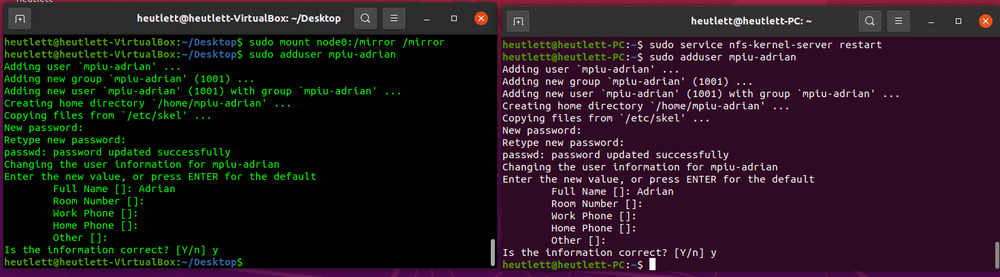 heutlett@heutlett-VirtualBox: ~/Desktop
heutlett@heutlett-VirtualBox:~/Desktop$ sudo mount node0:/mirror /mirror
heutlett@heutlett-VirtualBox:~/Desktop$ sudo adduser mpiu-adrian
Adding user `mpiu-adrian' ...
Adding new group `mpiu-adrian' (1001) ...
Adding new user `mpiu-adrian' (1001) with group `mpiu-adrian' ...
Creating home directory `/home/mpiu-adrian' ...
Copying files from `/etc/skel' ...
New password:
Retype new password:
passwd: password updated successfully
Changing the user information for mpiu-adrian
Enter the new value, or press ENTER for the default
Full Name []: Adrian
Room Number []:
Work Phone []:
Home Phone []:
Other []:
Is the information correct? [Y/n] y
heutlett@heutlett-VirtualBox:~/Desktop$
heutlett@heutlett-PC: ~
heutlett@heutlett-PC:~$ sudo service nfs-kernel-server restart
heutlett@heutlett-PC:~$ sudo adduser mpiu-adrian
Adding user `mpiu-adrian' ...
Adding new group `mpiu-adrian' (1001) ...
Adding new user `mpiu-adrian' (1001) with group `mpiu-adrian' ...
Creating home directory `/home/mpiu-adrian' ...
Copying files from `/etc/skel' ...
New password:
Retype new password:
passwd: password updated successfully
Changing the user information for mpiu-adrian
Enter the new value, or press ENTER for the default
Full Name []: Adrian
Room Number []:
Work Phone []:
Home Phone []:
Other []:
Is the information correct? [Y/n] y
heutlett@heutlett-PC:~$